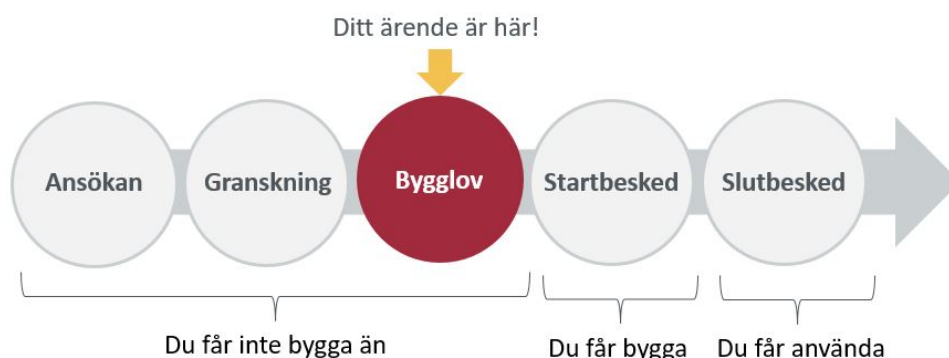 Ditt ärende är här!
Ansökan
Granskning
Bygglov
Startbesked
Slutbesked
Du får inte bygga än
Du får bygga
Du får använda